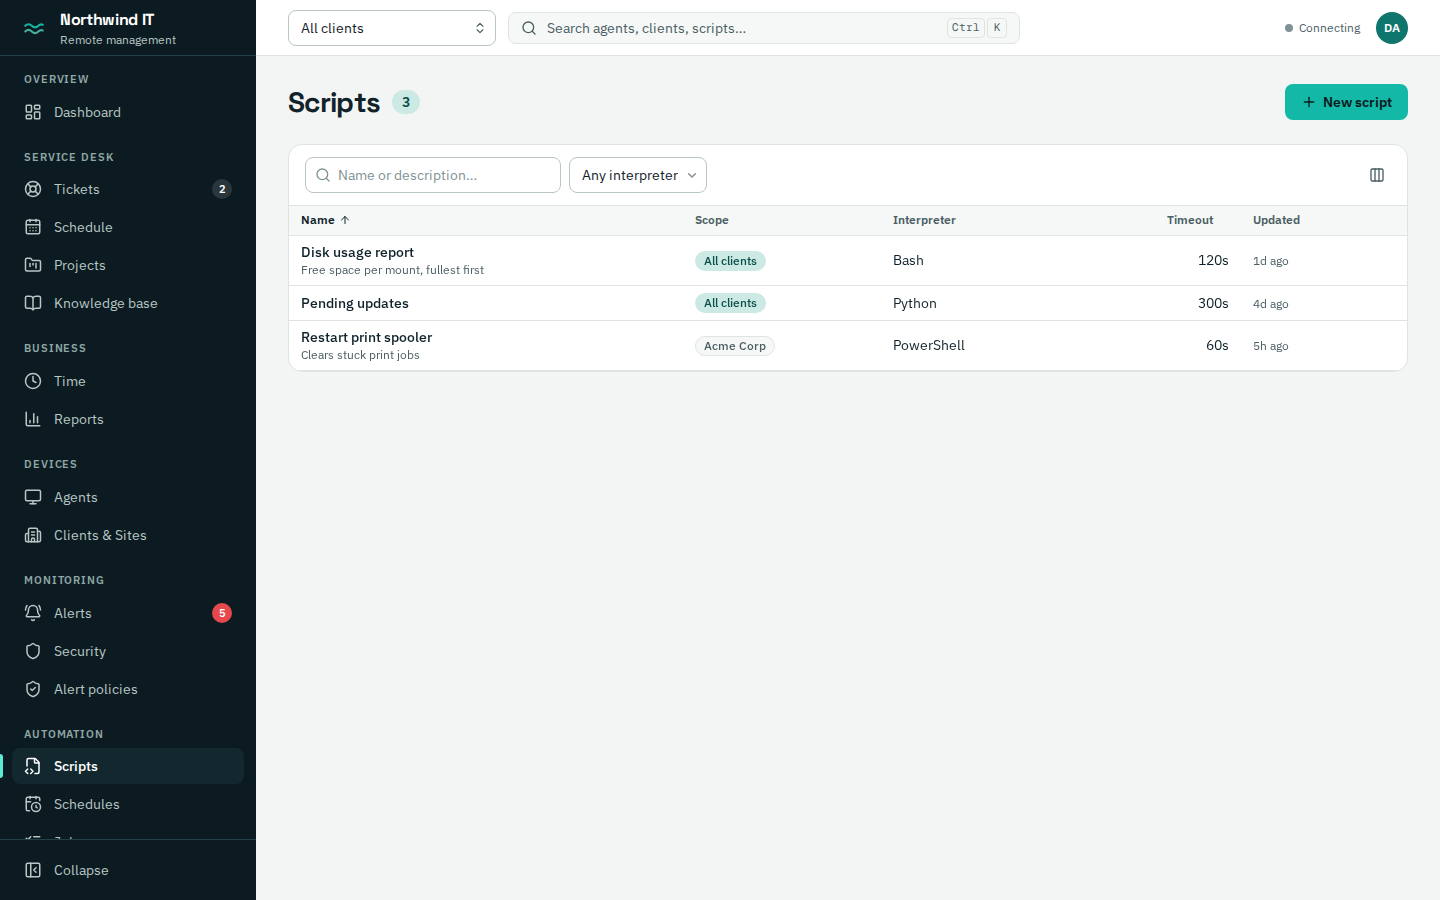 Northwind IT
Remote management
OVERVIEW
Dashboard
SERVICE DESK
Tickets 2
Schedule
Projects
Knowledge base
BUSINESS
Time
Reports
DEVICES
Agents
Clients & Sites
MONITORING
Alerts 5
Security
Alert policies
AUTOMATION
Scripts
Schedules
Collapse
All clients
Search agents, clients, scripts... Ctrl K
Connecting DA
Scripts 3
New script
Name or description... Any interpreter
Name Scope Interpreter Timeout Updated
Disk usage report All clients Bash 120s 1d ago
Free space per mount, fullest first
Pending updates All clients Python 300s 4d ago
Restart print spooler Acme Corp PowerShell 60s 5h ago
Clears stuck print jobs